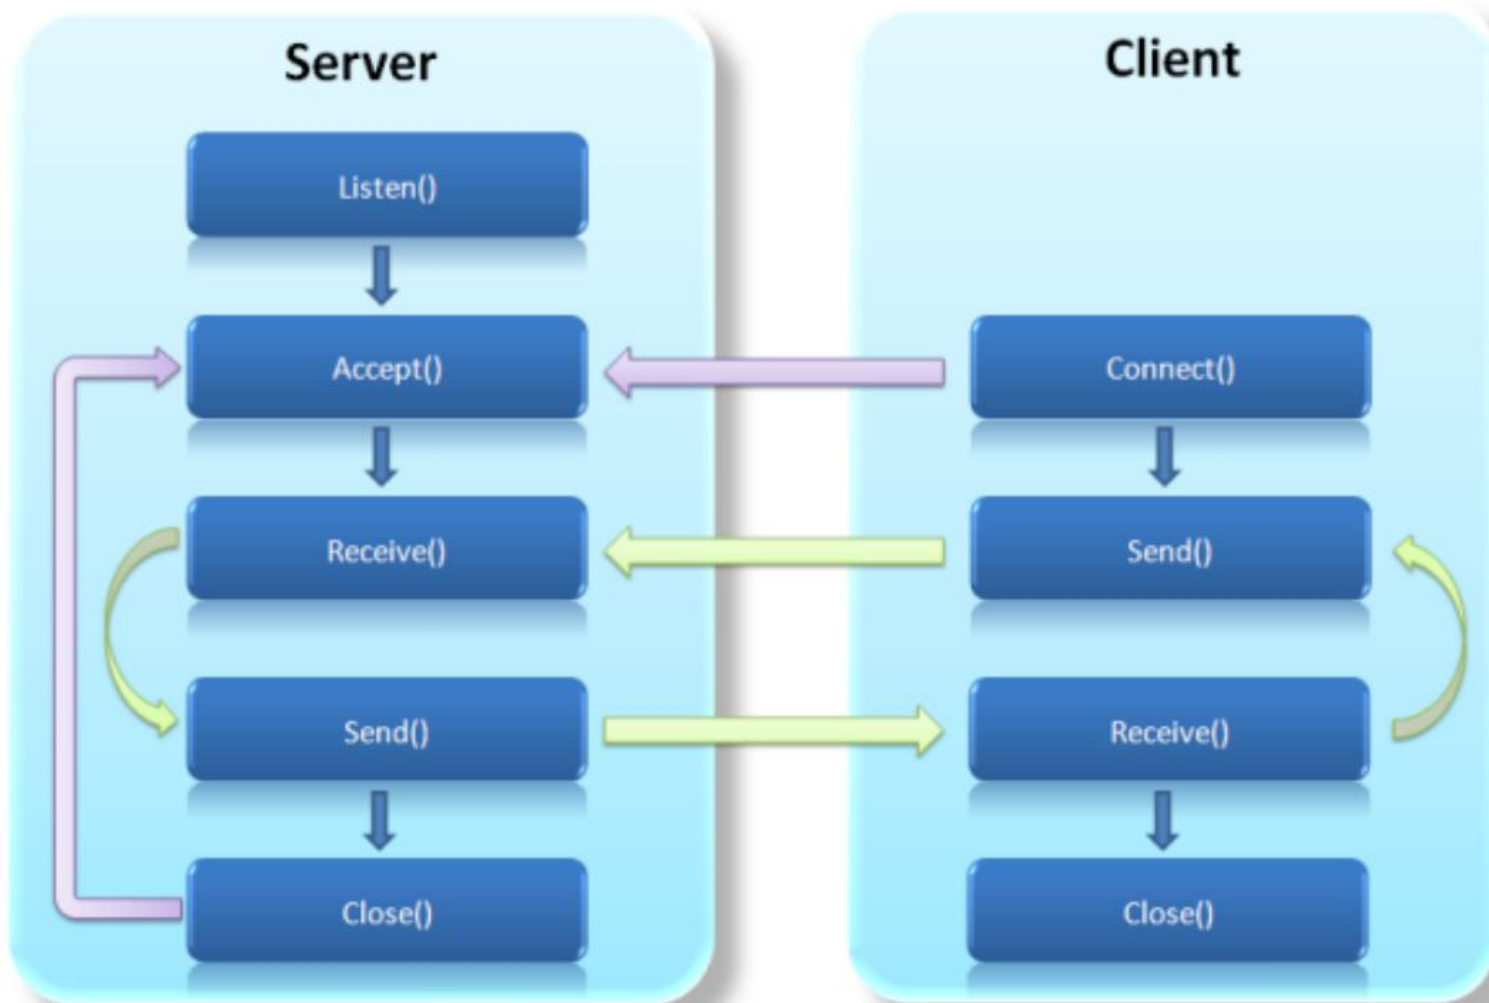 Server
Listen()
Accept()
Receive()
Send()
Close()
Client
Connect()
Send()
Receive()
Close()